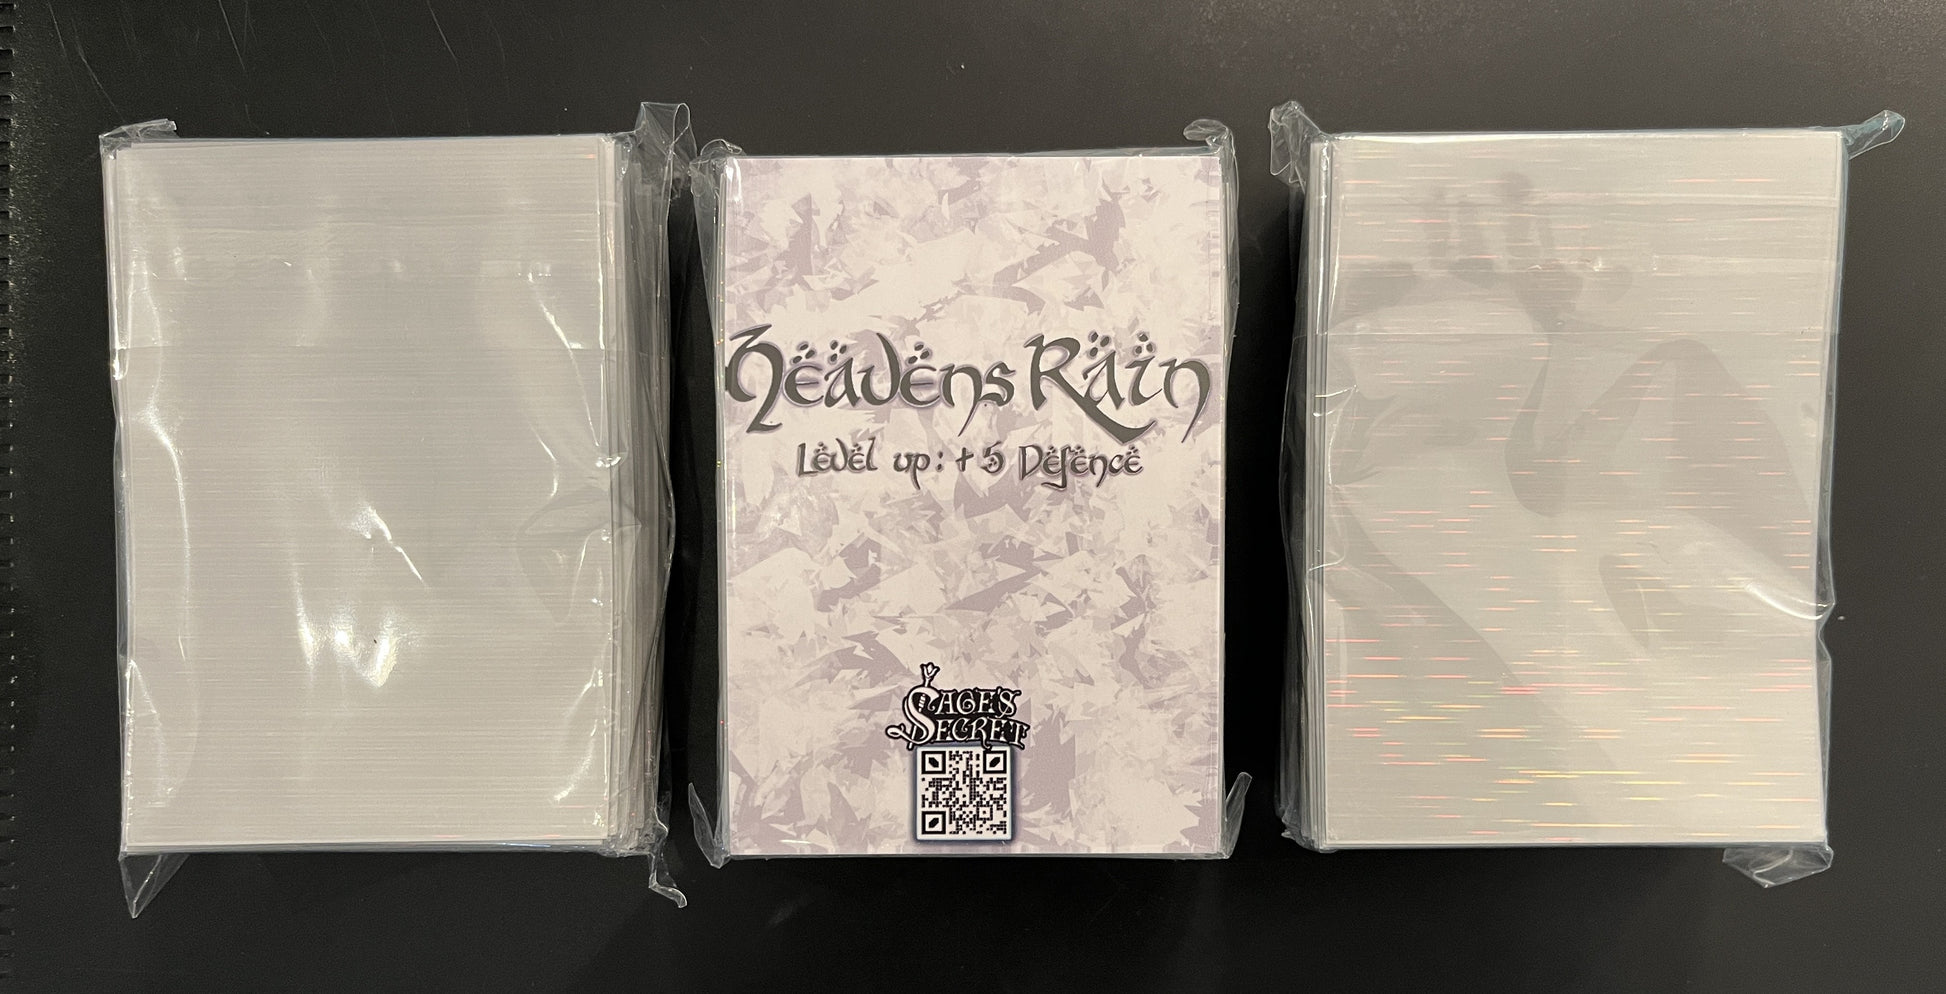 Heavens Rain
Level up: +5 Defence
SAGE'S
SECRET